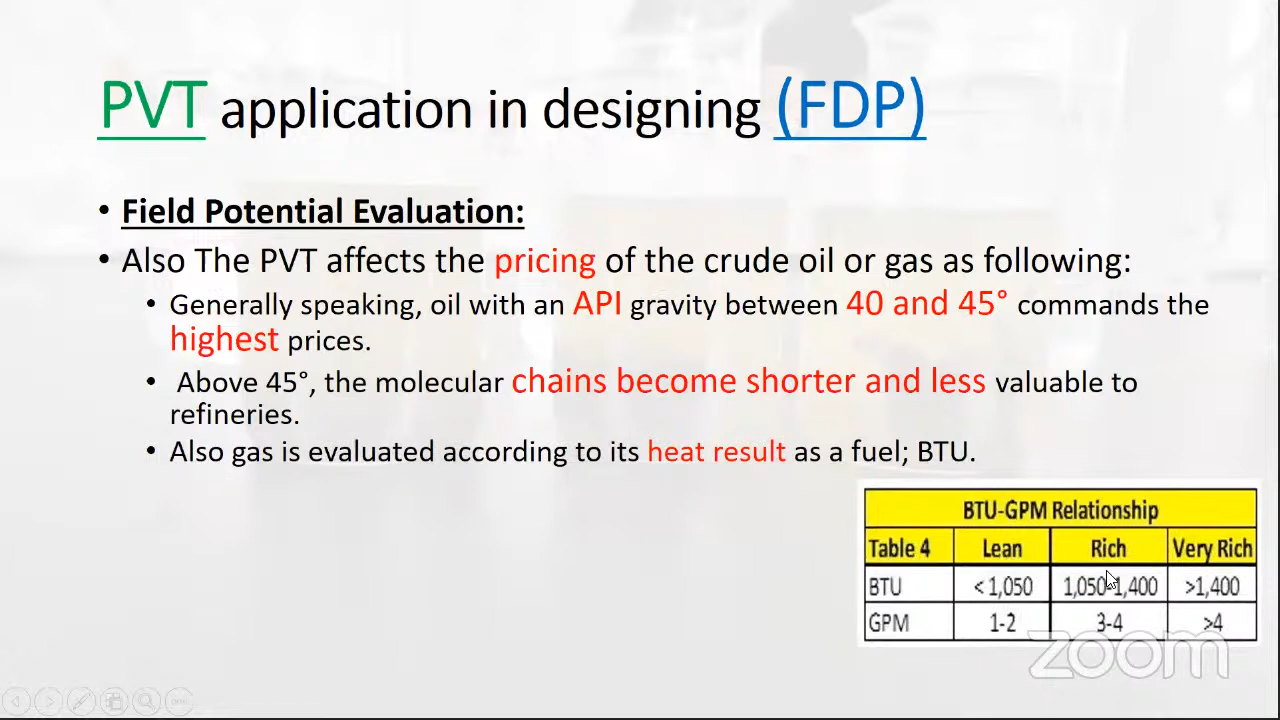 PVT application in designing (FDP)
• Field Potential Evaluation:
• Also The PVT affects the pricing of the crude oil or gas as following:
• Generally speaking, oil with an API gravity between 40 and 45° commands the
highest prices.
• Above 45°, the molecular chains become shorter and less valuable to
refineries.
• Also gas is evaluated according to its heat result as a fuel; BTU.
BTU-GPM Relationship
Table 4 Lean Rich Very Rich
BTU < 1,050 1,050-1,400 >1,400
GPM 1-2 3-4 >4
zoom